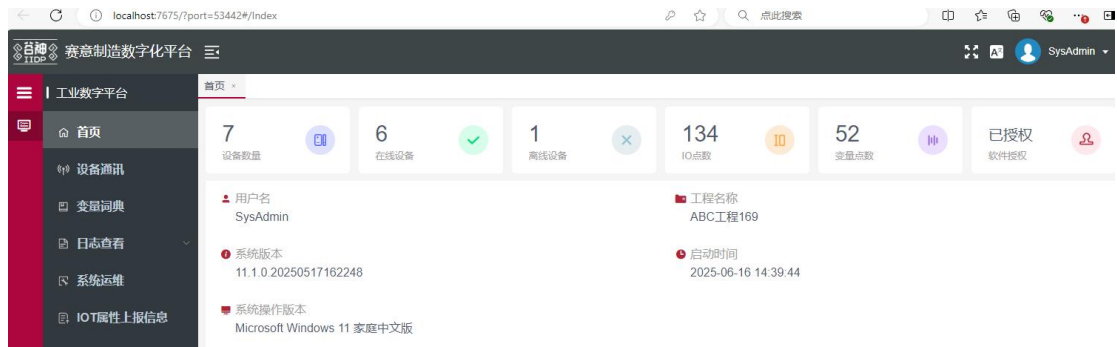 localhost:7675/?port=53442#/Index
点此搜索
谷神 IIDP 赛意制造数字化平台
SysAdmin
工业数字平台
首页 ×
首页
设备通讯
变量词典
日志查看
系统运维
IOT属性上报信息
7
设备数量
6
在线设备
1
离线设备
134
IO点数
IO
52
变量点数
已授权
软件授权
用户名
SysAdmin
工程名称
ABC工程169
系统版本
11.1.0.20250517162248
启动时间
2025-06-16 14:39:44
系统操作版本
Microsoft Windows 11 家庭中文版